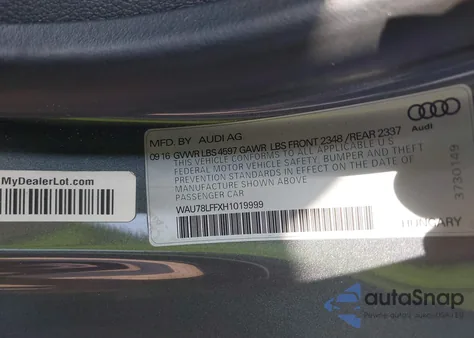 MFD. BY AUDI AG
09 16 GVWR LBS 4697 GAWR LBS FRONT 2348 /REAR 2337
THIS VEHICLE CONFORMS TO ALL APPLICABLE U S
FEDERAL MOTOR VEHICLE SAFETY, BUMPER AND THEFT
PREVENTION STANDARDS IN EFFECT ON THE DATE OF
MANUFACTURE SHOWN ABOVE
PASSENGER CAR
WAU78LFFXH1019999
HUNGARY
Audi
3730149
MyDealerLot.com
autoSnap